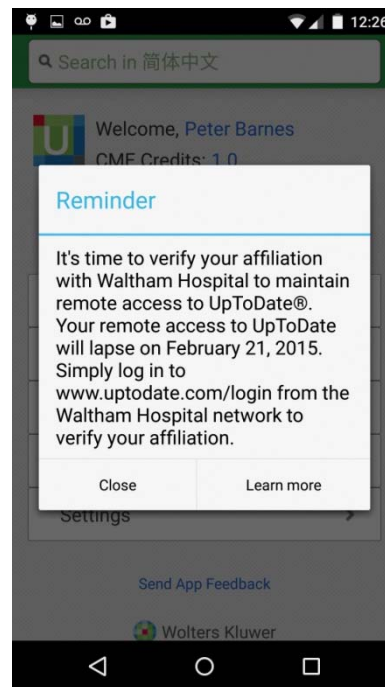 12:26
Search in 简体中文
U
Welcome, Peter Barnes
CME Credits: 1.0
Reminder
It's time to verify your affiliation
with Waltham Hospital to maintain
remote access to UpToDate®.
Your remote access to UpToDate
will lapse on February 21, 2015.
Simply log in to
www.uptodate.com/login from the
Waltham Hospital network to
verify your affiliation.
Close
Learn more
Settings
Send App Feedback
Wolters Kluwer